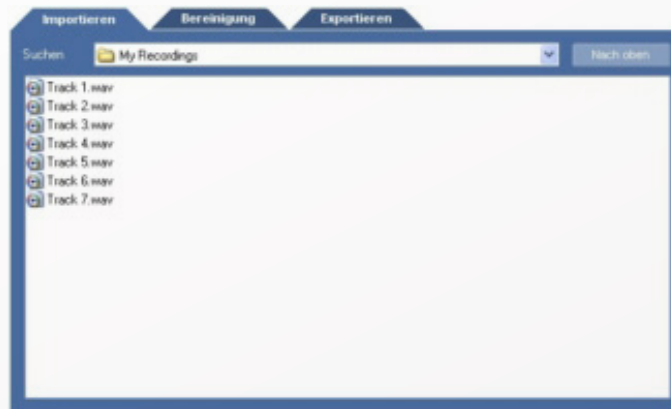 Importieren Bereinigung Exportieren
Suchen My Recordings Nach oben
Track 1.wav
Track 2.wav
Track 3.wav
Track 4.wav
Track 5.wav
Track 6.wav
Track 7.wav